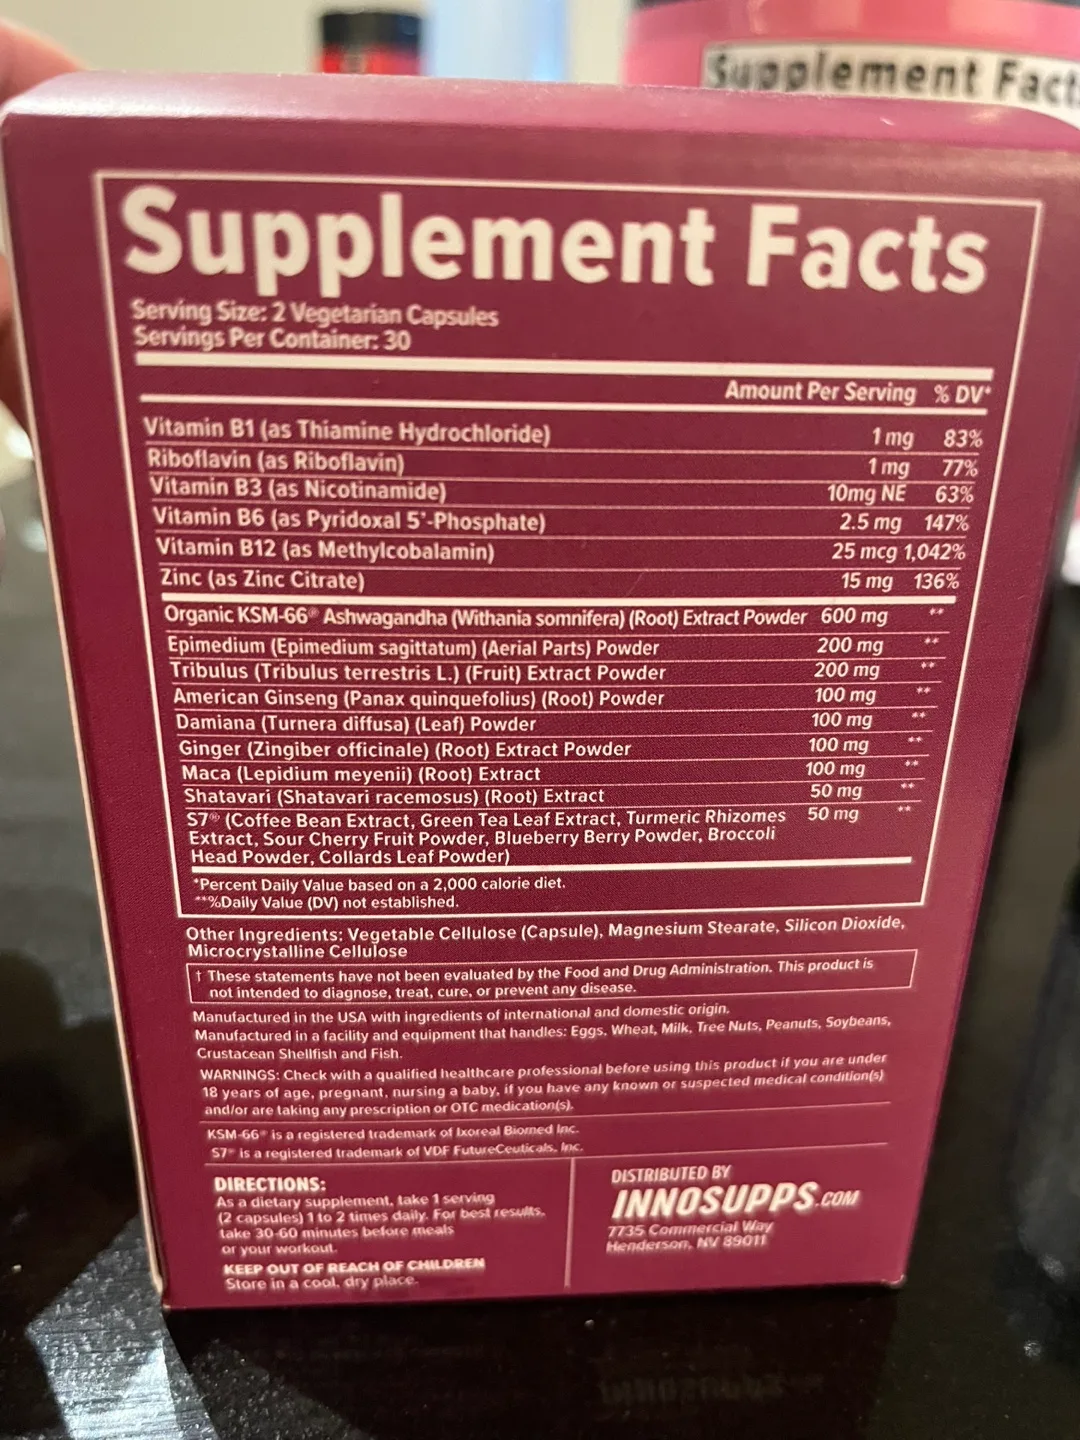 Supplement Fact
Supplement Facts
Serving Size: 2 Vegetarian Capsules
Servings Per Container: 30
Amount Per Serving % DV*
Vitamin B1 (as Thiamine Hydrochloride) 1 mg 83%
Riboflavin (as Riboflavin) 1 mg 77%
Vitamin B3 (as Nicotinamide) 10mg NE 63%
Vitamin B6 (as Pyridoxal 5'-Phosphate) 2.5 mg 147%
Vitamin B12 (as Methylcobalamin) 25 mcg 1,042%
Zinc (as Zinc Citrate) 15 mg 136%
Organic KSM-66® Ashwagandha (Withania somnifera) (Root) Extract Powder 600 mg **
Epimedium (Epimedium sagittatum) (Aerial Parts) Powder 200 mg **
Tribulus (Tribulus terrestris L.) (Fruit) Extract Powder 200 mg **
American Ginseng (Panax quinquefolius) (Root) Powder 100 mg **
Damiana (Turnera diffusa) (Leaf) Powder 100 mg **
Ginger (Zingiber officinale) (Root) Extract Powder 100 mg **
Maca (Lepidium meyenii) (Root) Extract 100 mg **
Shatavari (Shatavari racemosus) (Root) Extract 50 mg **
S7® (Coffee Bean Extract, Green Tea Leaf Extract, Turmeric Rhizomes 50 mg **
Extract, Sour Cherry Fruit Powder, Blueberry Berry Powder, Broccoli
Head Powder, Collards Leaf Powder)
*Percent Daily Value based on a 2,000 calorie diet.
**%Daily Value (DV) not established.
Other Ingredients: Vegetable Cellulose (Capsule), Magnesium Stearate, Silicon Dioxide,
Microcrystalline Cellulose
† These statements have not been evaluated by the Food and Drug Administration. This product is
not intended to diagnose, treat, cure, or prevent any disease.
Manufactured in the USA with ingredients of international and domestic origin.
Manufactured in a facility and equipment that handles: Eggs, Wheat, Milk, Tree Nuts, Peanuts, Soybeans,
Crustacean Shellfish and Fish.
WARNINGS: Check with a qualified healthcare professional before using this product if you are under
18 years of age, pregnant, nursing a baby, if you have any known or suspected medical condition(s)
and/or are taking any prescription or OTC medication(s).
KSM-66® is a registered trademark of Ixoreal Biomed Inc.
S7® is a registered trademark of VDF FutureCeuticals, Inc.
DIRECTIONS:
As a dietary supplement, take 1 serving
(2 capsules) 1 to 2 times daily. For best results,
take 30-60 minutes before meals
or your workout.
KEEP OUT OF REACH OF CHILDREN
Store in a cool, dry place.
DISTRIBUTED BY
INNOSUPPS.COM
7735 Commercial Way
Henderson, NV 89011